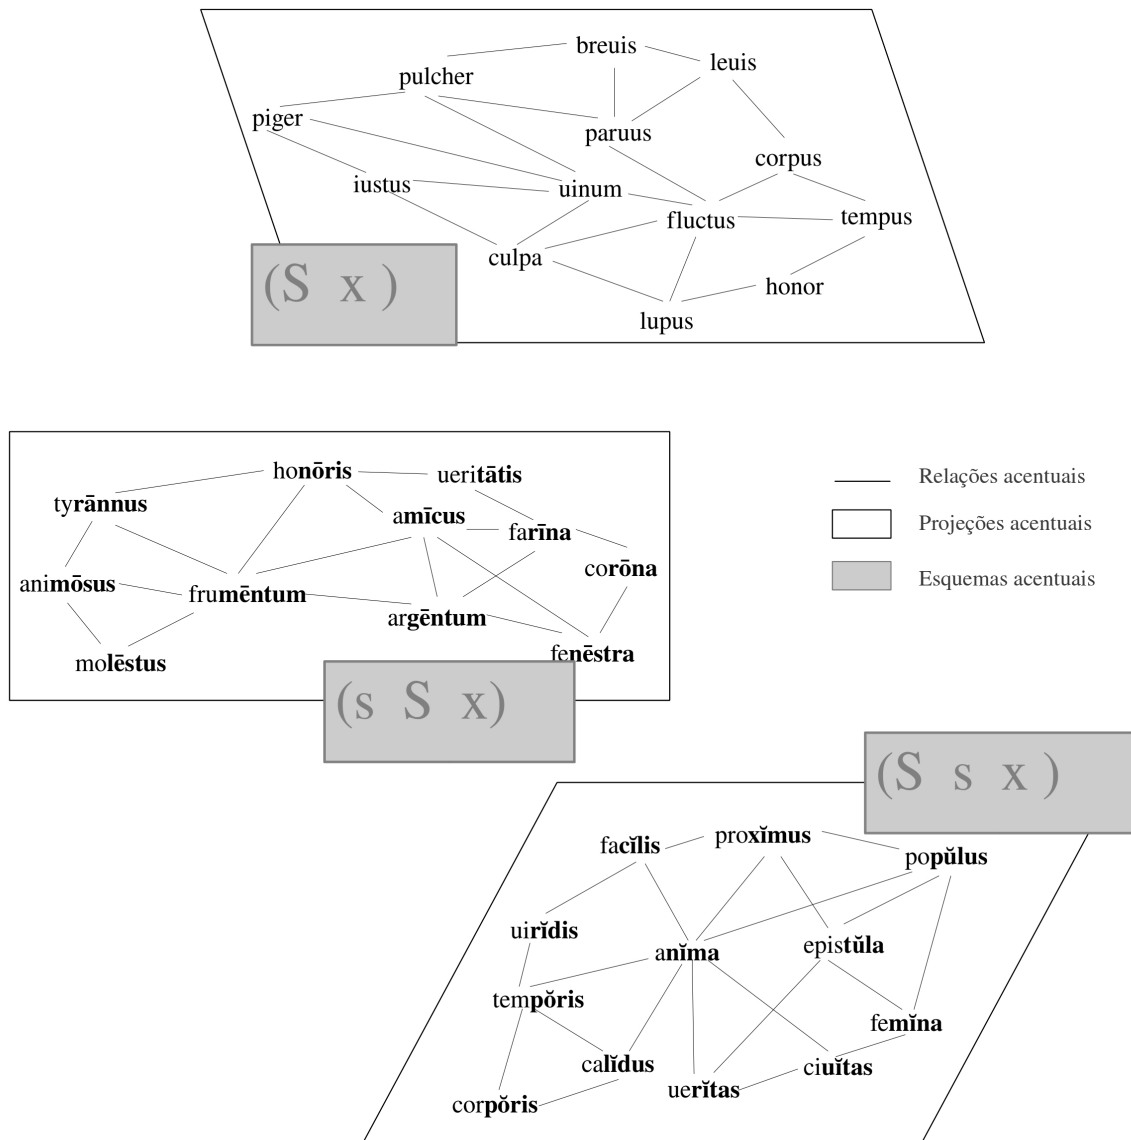 breuis
leuis
pulcher
piger
paruus
corpus
iustus
uinum
fluctus
tempus
culpa
honor
lupus
(S x )
honōris
ueritātis
tyrānnus
amīcus
farīna
animōsus
frumēntum
corōna
argēntum
molēstus
fenēstra
(s S x)
Relações acentuais
Projeções acentuais
Esquemas acentuais
(S s x )
facĭlis
proxĭmus
popŭlus
uirĭdis
anĭma
epistŭla
tempŏris
femĭna
calĭdus
ciuĭtas
uerĭtas
corpŏris